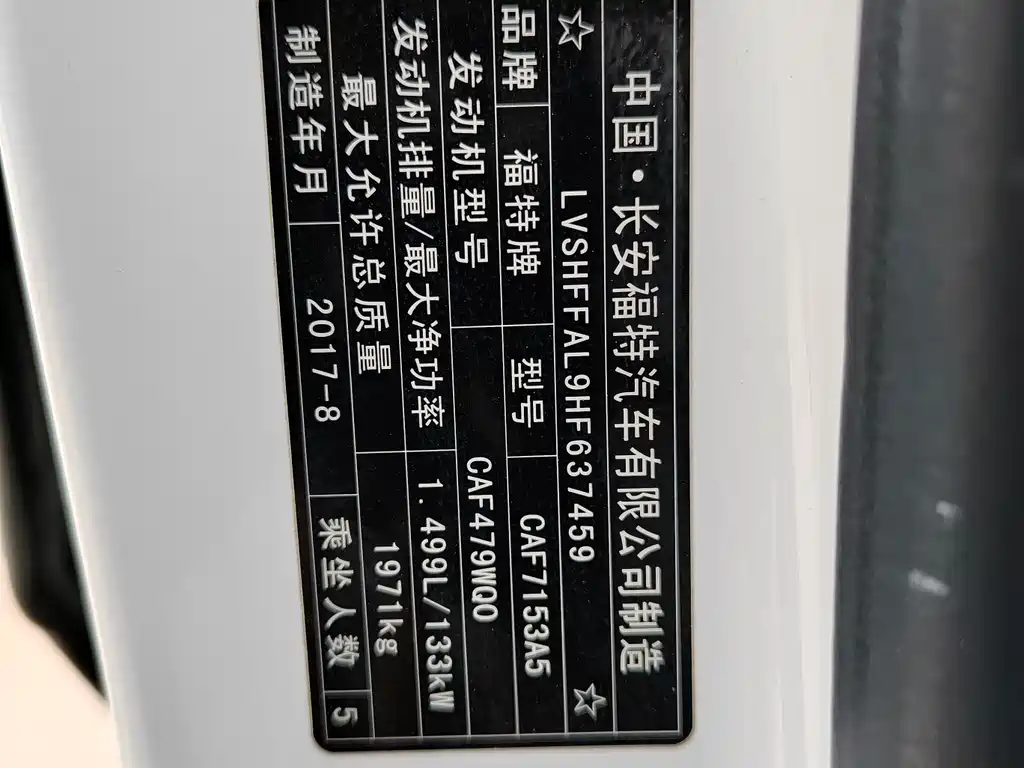 中国·长安福特汽车有限公司制造
☆ LVSHFFAL9HF637459 ☆
品牌 福特牌 型号 CAF7153A5
发动机型号 CAF479WQ0
发动机排量/最大净功率 1.499L/133kW
最大允许总质量 1971kg
制造年月 2017-8 乘坐人数 5